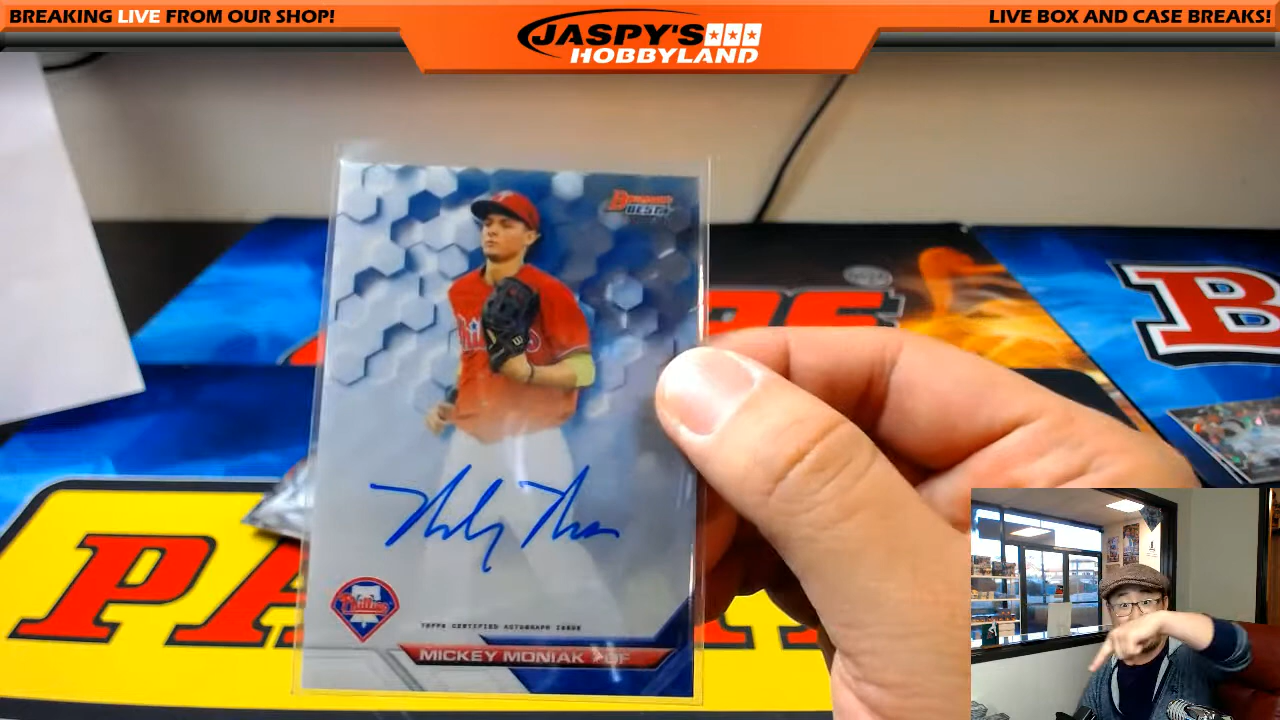 BREAKING LIVE FROM OUR SHOP!
JASPY'S
HOBBYLAND
LIVE BOX AND CASE BREAKS!
BOWMAN'S
BEST
Phillies
TOPPS CERTIFIED AUTOGRAPH ISSUE
MICKEY MONIAK • OF
PA
B